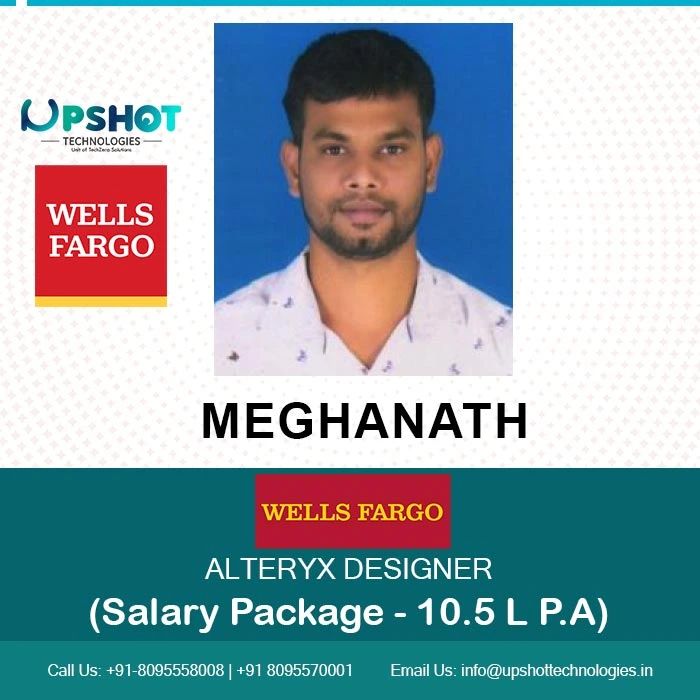 UPSHOT
TECHNOLOGIES
Unit of TechZera Solutions
WELLS
FARGO
MEGHANATH
WELLS FARGO
ALTERYX DESIGNER
(Salary Package - 10.5 L P.A)
Call Us: +91-8095558008 | +91 8095570001 Email Us: info@upshottechnologies.in